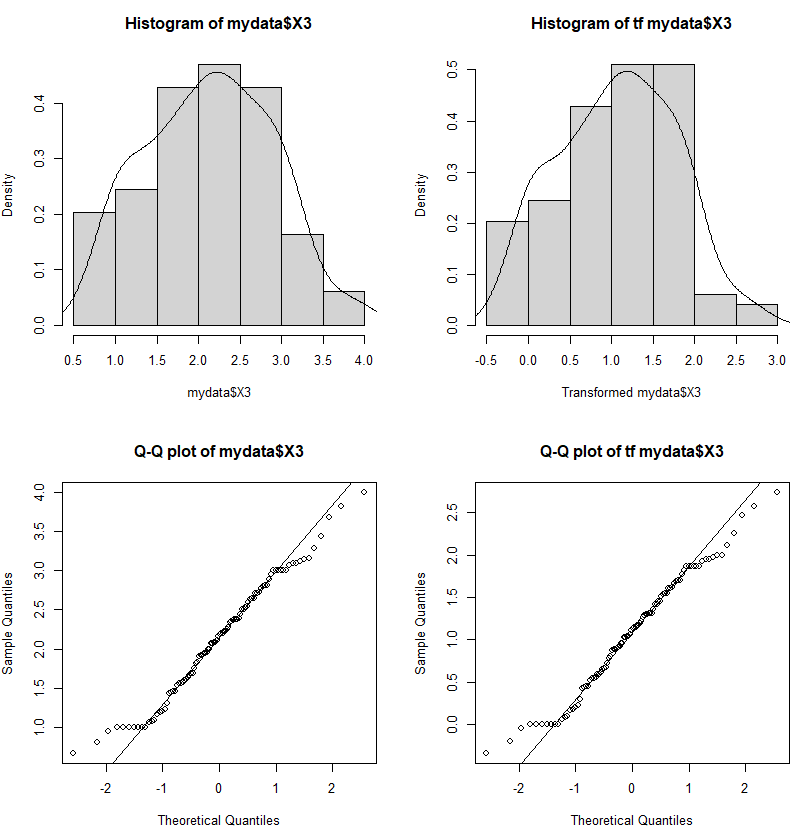 Histogram of mydata$X3
Density
0.0 0.1 0.2 0.3 0.4
0.5 1.0 1.5 2.0 2.5 3.0 3.5 4.0
mydata$X3
Histogram of tf mydata$X3
Density
0.0 0.1 0.2 0.3 0.4 0.5
-0.5 0.0 0.5 1.0 1.5 2.0 2.5 3.0
Transformed mydata$X3
Q-Q plot of mydata$X3
Sample Quantiles
1.0 1.5 2.0 2.5 3.0 3.5 4.0
-2 -1 0 1 2
Theoretical Quantiles
Q-Q plot of tf mydata$X3
Sample Quantiles
0.0 0.5 1.0 1.5 2.0 2.5
-2 -1 0 1 2
Theoretical Quantiles